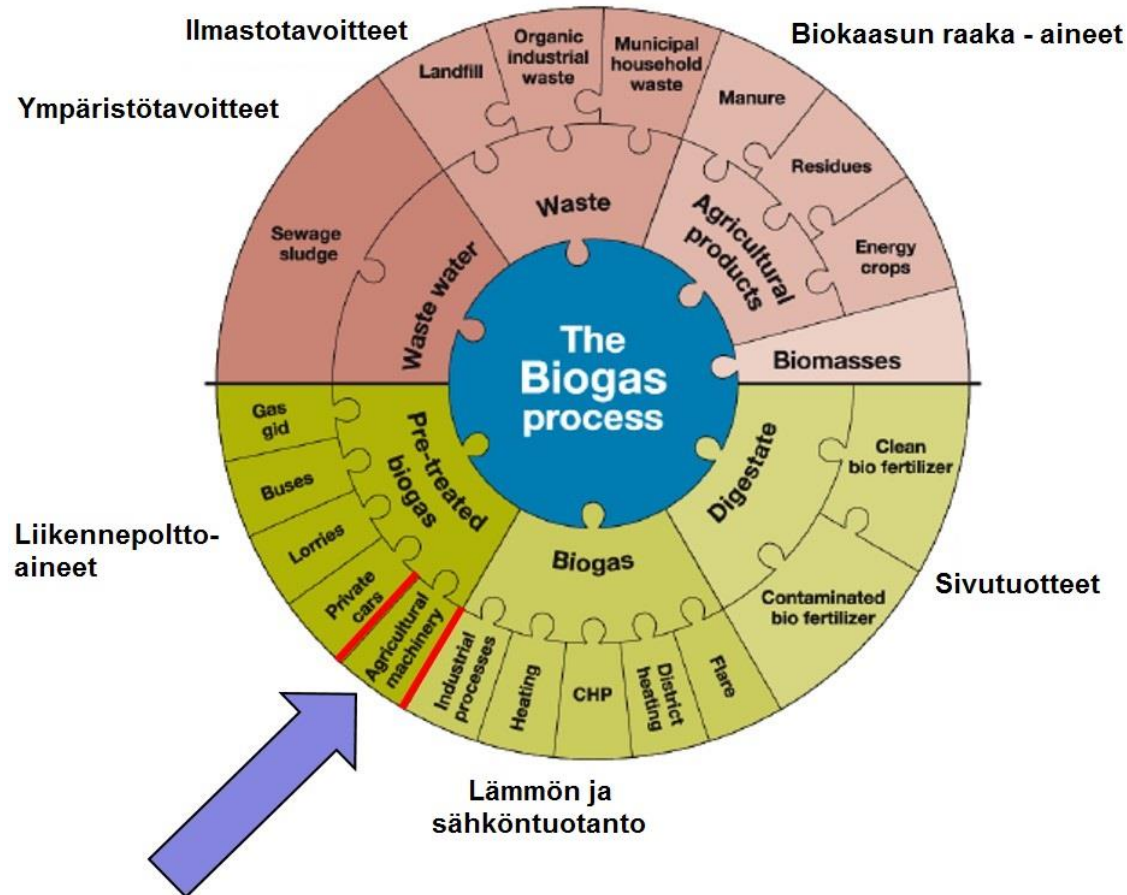 Ilmastotavoitteet
Ympäristötavoitteet
Biokaasun raaka - aineet
Landfill
Organic
industrial
waste
Municipal
household
waste
Manure
Residues
Energy
crops
Sewage
sludge
Waste water
Waste
Agricultural
products
Biomasses
The
Biogas
process
Gas
gid
Buses
Lorries
Private
cars
Agricultural
machinery
Pre-treated
biogas
Biogas
Digestate
Clean
bio fertilizer
Contaminated
bio fertilizer
Industrial
processes
Heating
CHP
District
heating
Flare
Liikennepoltto-
aineet
Sivutuotteet
Lämmön ja
sähköntuotanto